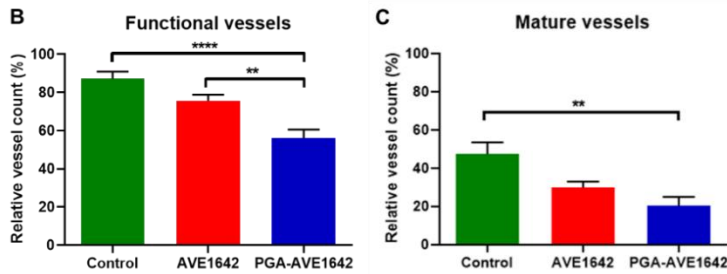 B
Functional vessels
Relative vessel count (%)
100
80
60
40
20
0
****
**
Control
AVE1642
PGA-AVE1642
C
Mature vessels
Relative vessel count (%)
100
80
60
40
20
0
**
Control
AVE1642
PGA-AVE1642